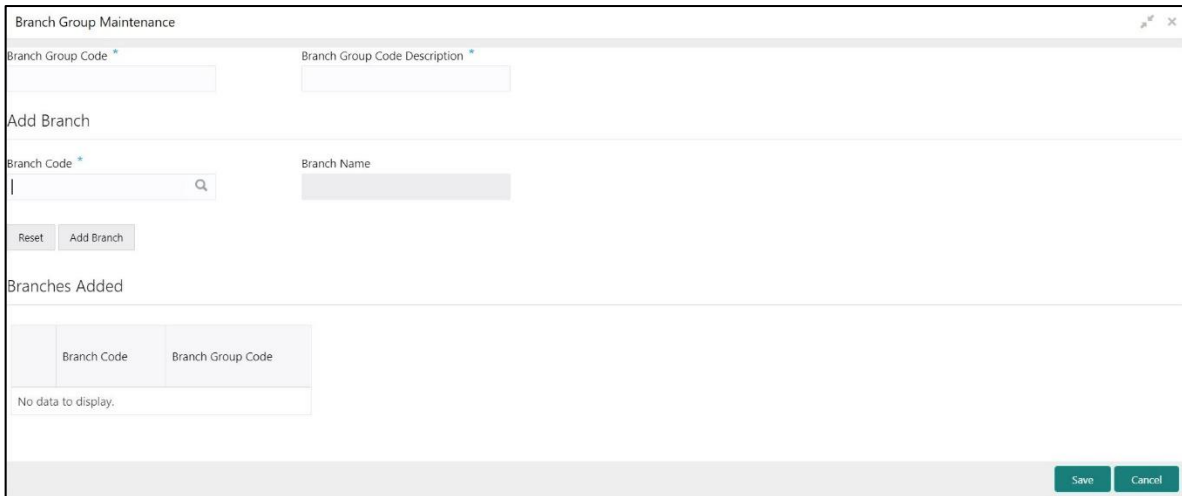 Branch Group Maintenance
Branch Group Code * Branch Group Code Description *
Add Branch
Branch Code * Branch Name
Reset Add Branch
Branches Added
Branch Code Branch Group Code
No data to display.
Save Cancel